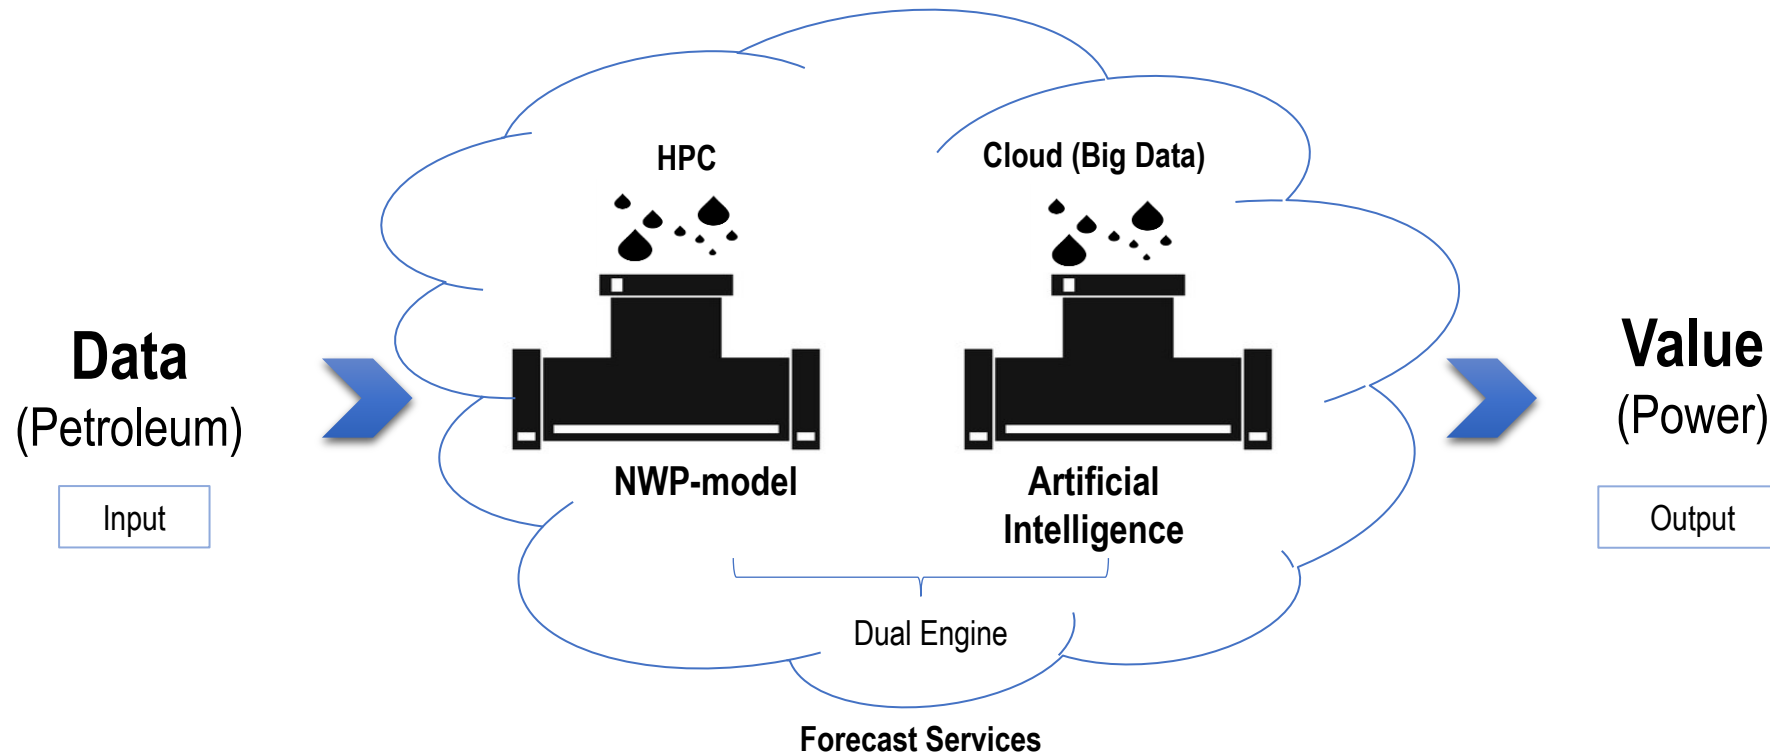 HPC
Cloud (Big Data)
Data
(Petroleum)
Input
NWP-model
Artificial
Intelligence
Dual Engine
Forecast Services
Value
(Power)
Output